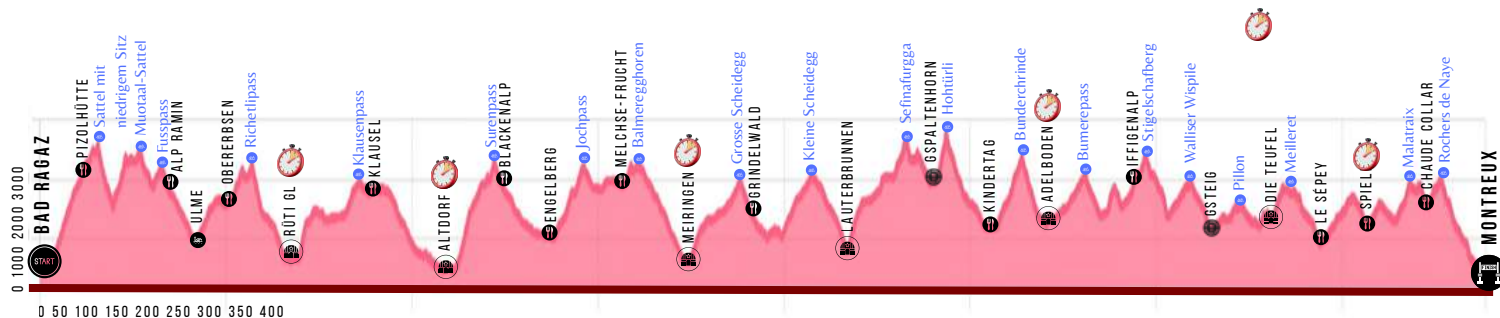 BAD RAGAZ
START
PIZOLHÜTTE
Sattel mit
niedrigem Sitz
Muotaal-Sattel
Fusspass
ALP RAMIN
ULME
OBERERBSEN
Richetlipass
RÜTI GL
Klausenpass
KLAUSEL
ALTDORF
Surenpass
BLACKENALP
ENGELBERG
Jochpass
MELCHSE-FRUCHT
Balmeregghoren
MEIRINGEN
Grosse Scheidegg
GRINDELWALD
Kleine Scheidegg
LAUTERBRUNNEN
Sefinafurgga
GSPALTENHORN
Hohtürli
KINDERTAG
Bunderchrinde
ADELBODEN
Bumerepass
IFFIGENALP
Stigelschafberg
Walliser Wispile
GSTEIG
Pillon
DIE TEUFEL
Meilleret
LE SÉPEY
SPIEL
Malatraix
CHAUDE COLLAR
Rochers de Naye
MONTREUX
FINISH
0 1000 2000 3000
0 50 100 150 200 250 300 350 400